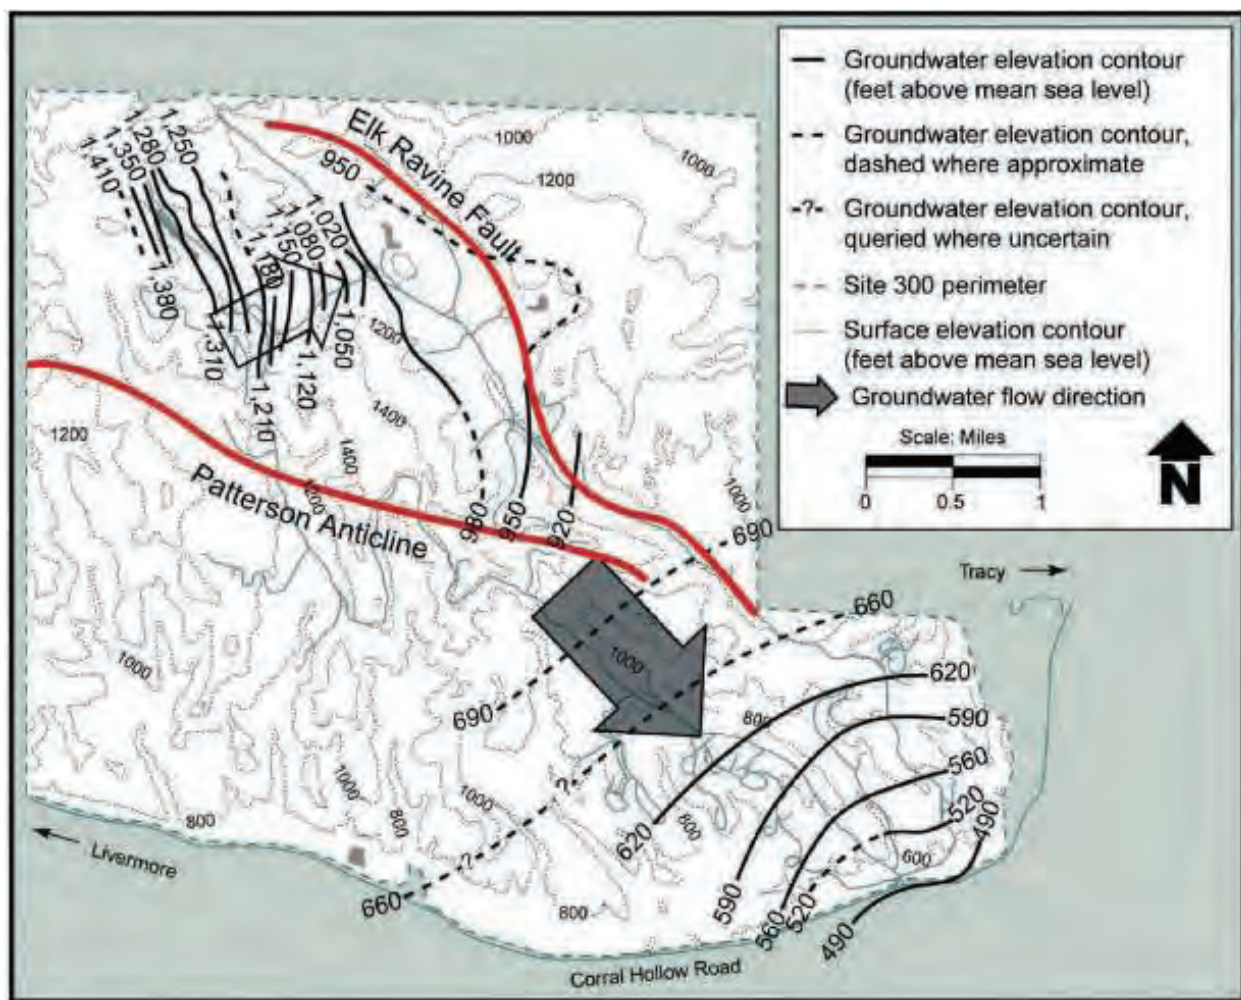 Groundwater elevation contour
(feet above mean sea level)
Groundwater elevation contour,
dashed where approximate
-?- Groundwater elevation contour,
queried where uncertain
Site 300 perimeter
Surface elevation contour
(feet above mean sea level)
Groundwater flow direction
Scale: Miles
0 0.5 1
N
Elk Ravine Fault
1,250
1,280
1,350
1,410
1,380
1,310
1,210
1,180
1,150
1,120
1,080
1,050
1,020
950
1000
1000
1200
1200
1400
1400
1200
1200
Patterson Anticline
980
950
920
1000
690
Tracy
660
1000
1000
690
620
800
590
560
520
490
?
1000
1000
800
800
620
800
600
?
660
800
590
560
520
490
Livermore
Corral Hollow Road